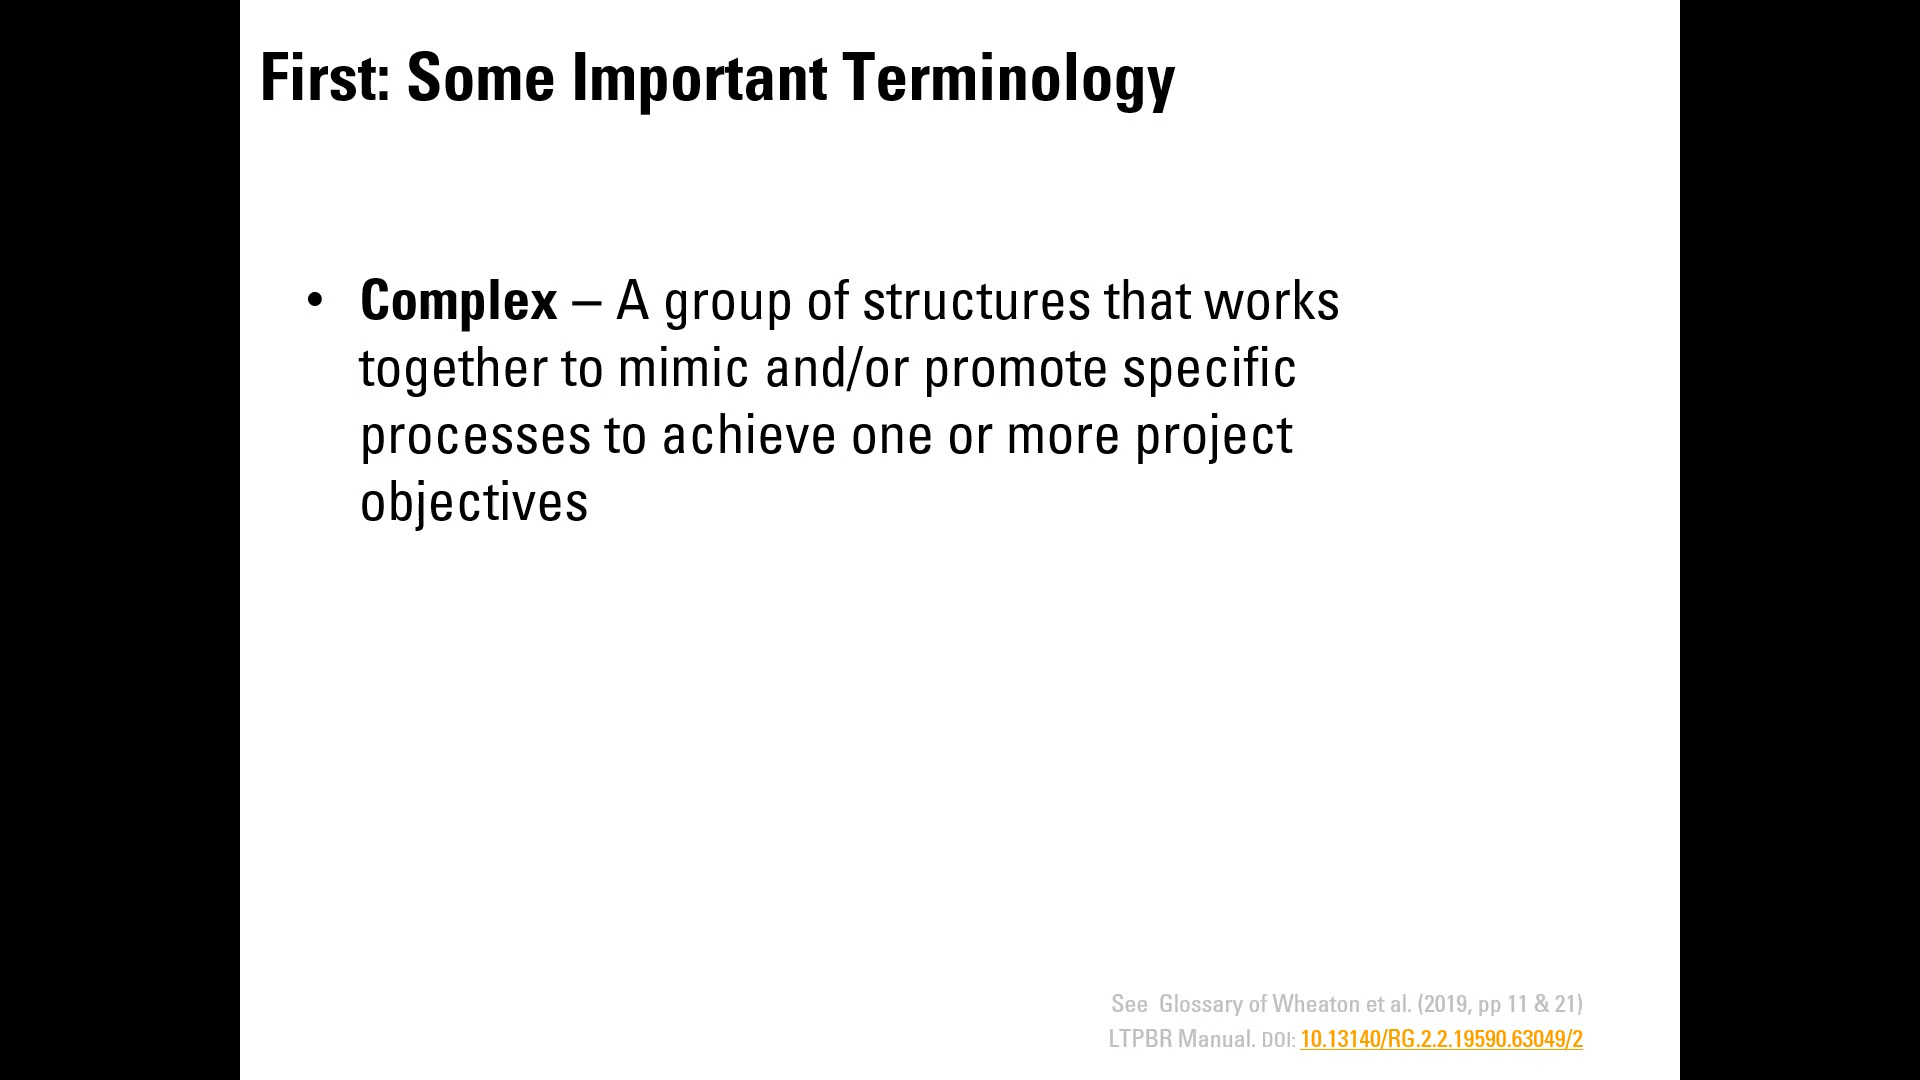 First: Some Important Terminology
• Complex – A group of structures that works
together to mimic and/or promote specific
processes to achieve one or more project
objectives
See Glossary of Wheaton et al. (2019, pp 11 & 21)
LTPBR Manual. DOI: 10.13140/RG.2.2.19590.63049/2